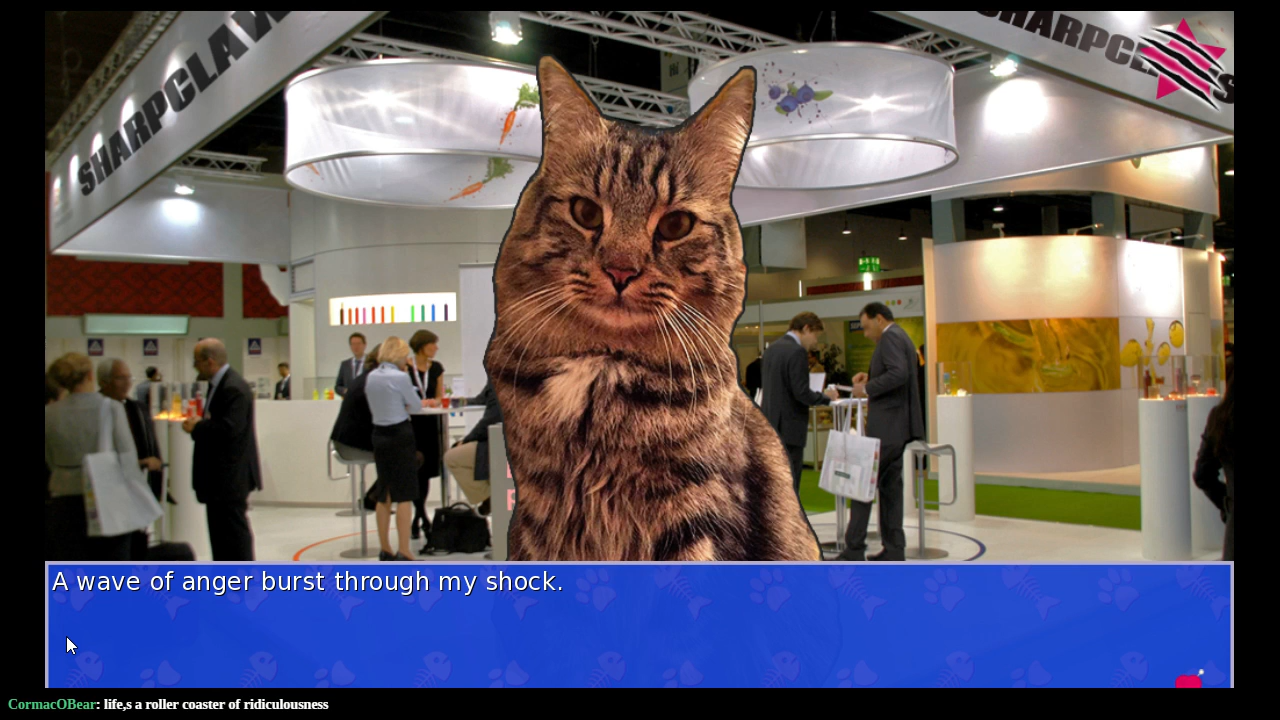 SHARPCLAW
SHARPCL
S
A wave of anger burst through my shock.
CormacOBear: life,s a roller coaster of ridiculousness